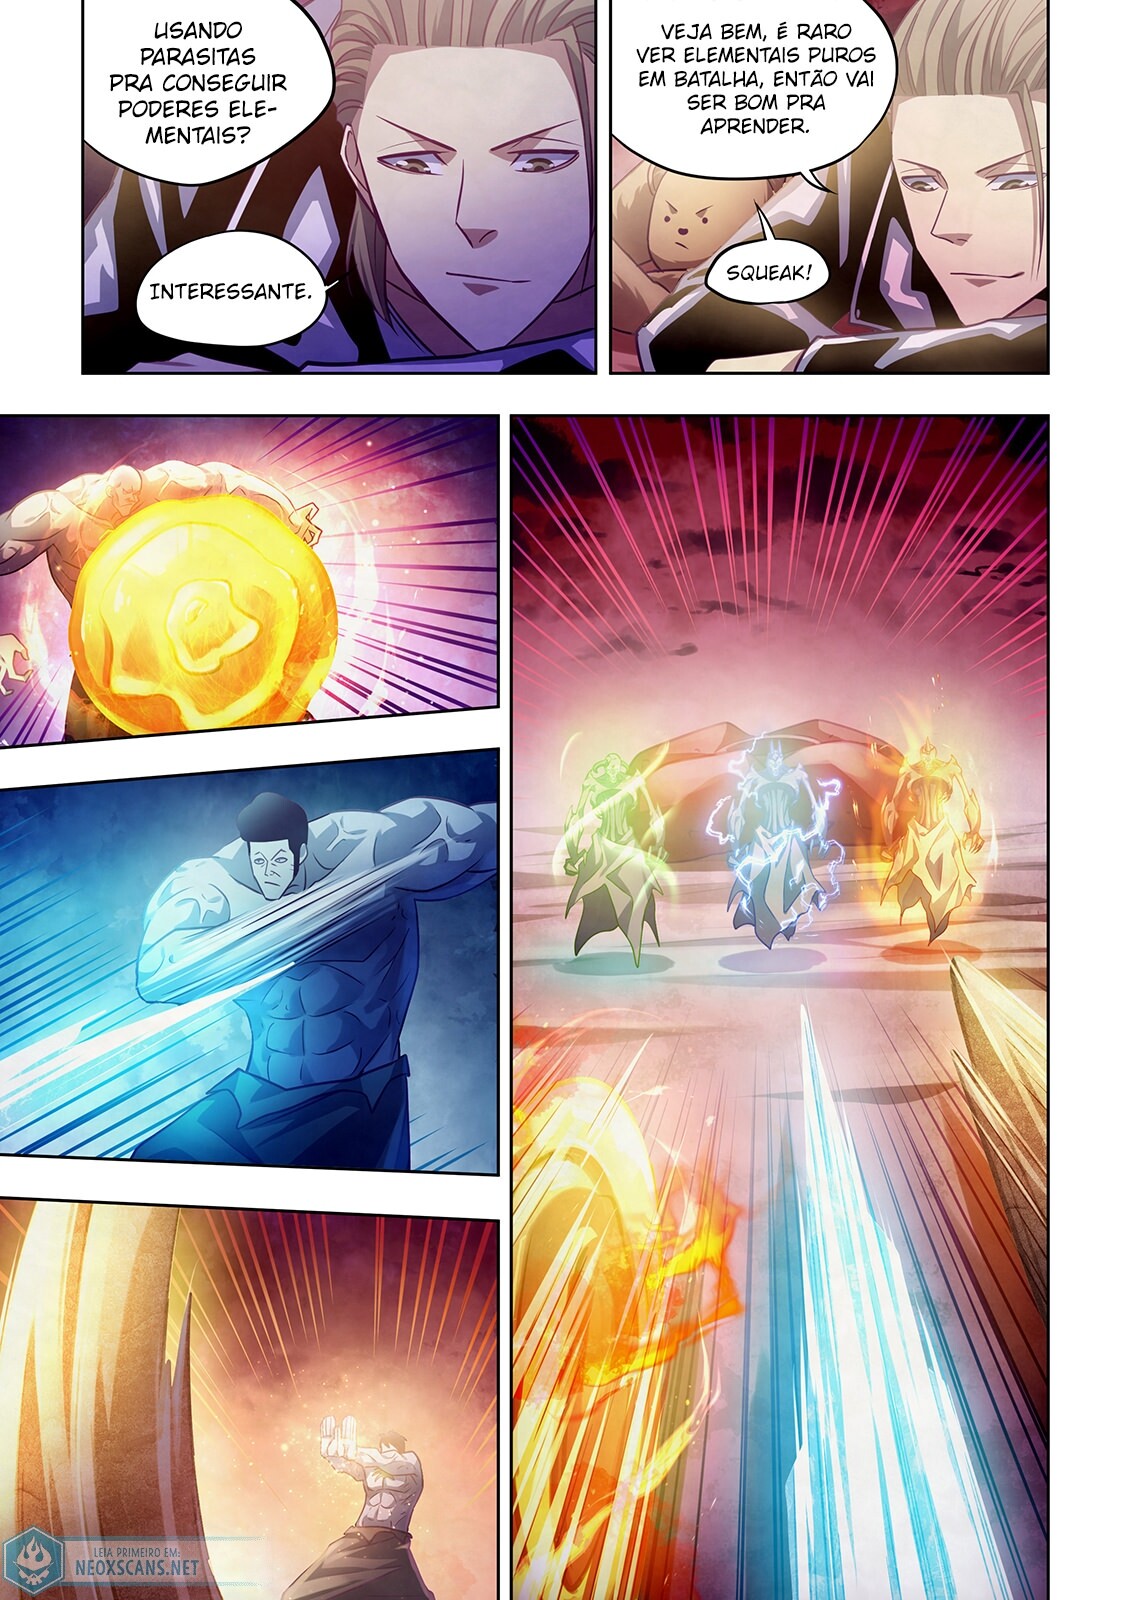 USANDO
PARASITAS
PRA CONSEGUIR
PODERES ELE-
MENTAIS?
INTERESSANTE.
VEJA BEM, É RARO
VER ELEMENTAIS PUROS
EM BATALHA, ENTÃO VAI
SER BOM PRA
APRENDER.
SQUEAK!
LEIA PRIMEIRO EM:
NEOXSCANS.NET